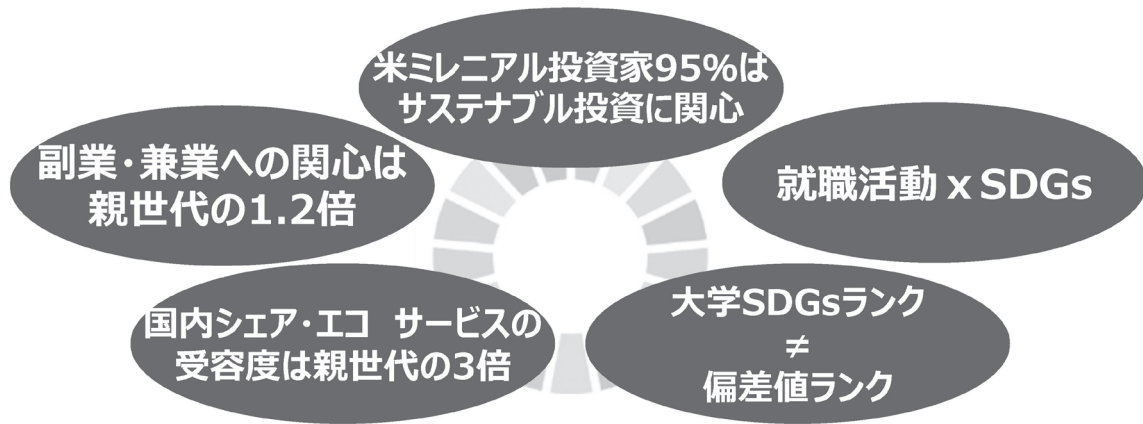 米ミレニアル投資家95%は
サステナブル投資に関心
副業・兼業への関心は
親世代の1.2倍
就職活動 x SDGs
国内シェア・エコ　サービスの
受容度は親世代の3倍
大学SDGsランク
≠
偏差値ランク